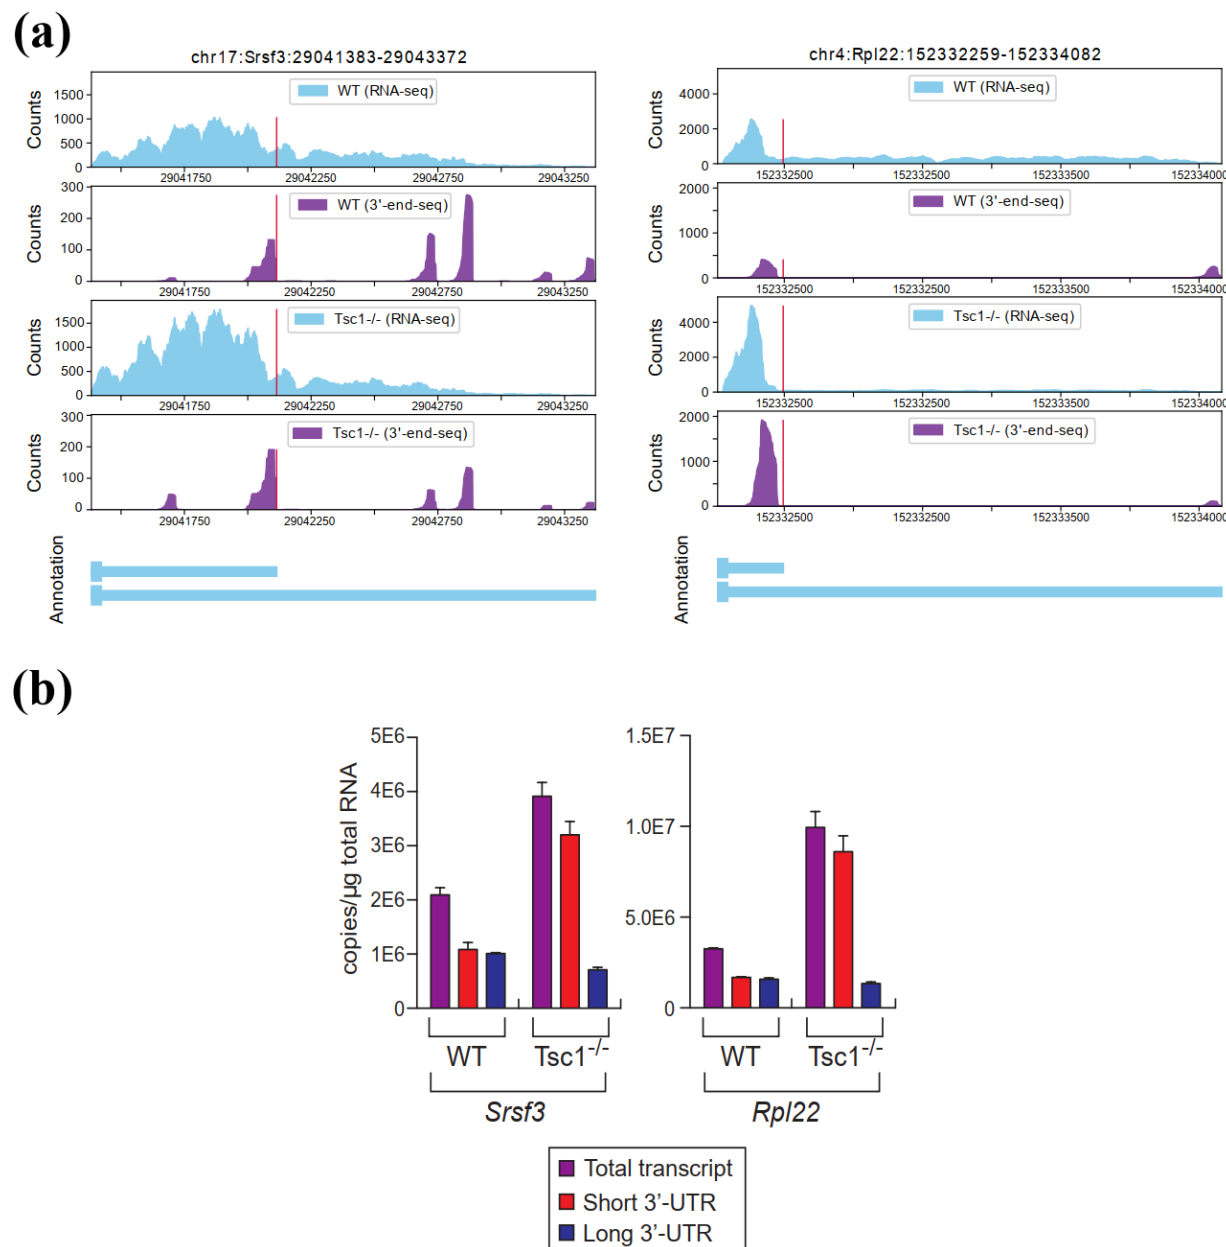 (a)
chr17:Srsf3:29041383-29043372
Counts
1500
1000
500
0
WT (RNA-seq)
29041750 29042250 29042750 29043250
Counts
300
200
100
0
WT (3'-end-seq)
29041750 29042250 29042750 29043250
Counts
1500
1000
500
0
Tsc1-/- (RNA-seq)
29041750 29042250 29042750 29043250
Counts
300
200
100
0
Tsc1-/- (3'-end-seq)
29041750 29042250 29042750 29043250
Annotation
chr4:Rpl22:152332259-152334082
Counts
4000
2000
0
WT (RNA-seq)
152332500 152332500 152333500 152334000
Counts
2000
1000
0
WT (3'-end-seq)
152332500 152332500 152333500 152334000
Counts
4000
2000
0
Tsc1-/- (RNA-seq)
152332500 152332500 152333500 152334000
Counts
2000
1000
0
Tsc1-/- (3'-end-seq)
152332500 152332500 152333500 152334000
Annotation
(b)
copies/µg total RNA
5E6
4E6
3E6
2E6
1E6
0
WT Tsc1-/-
Srsf3
1.5E7
1.0E7
5.0E6
0
WT Tsc1-/-
Rpl22
Total transcript
Short 3'-UTR
Long 3'-UTR